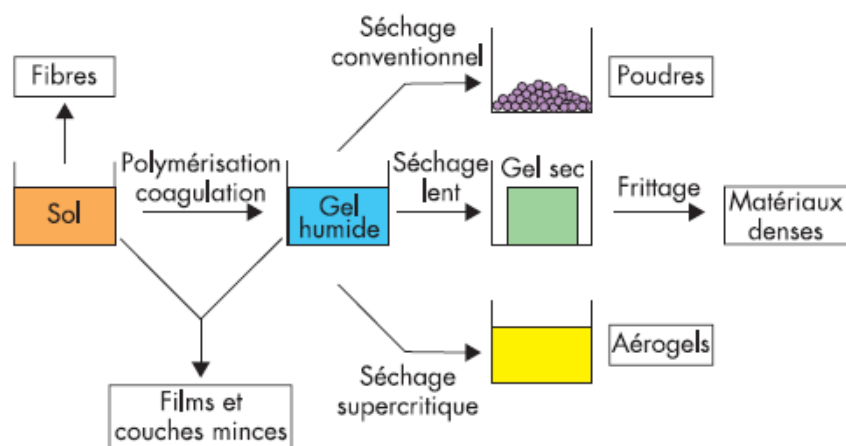 Séchage
conventionnel
Fibres
Poudres
Polymérisation
coagulation
Séchage
lent
Gel sec
Frittage
Sol
Gel
humide
Matériaux
denses
Aérogels
Séchage
supercritique
Films et
couches minces